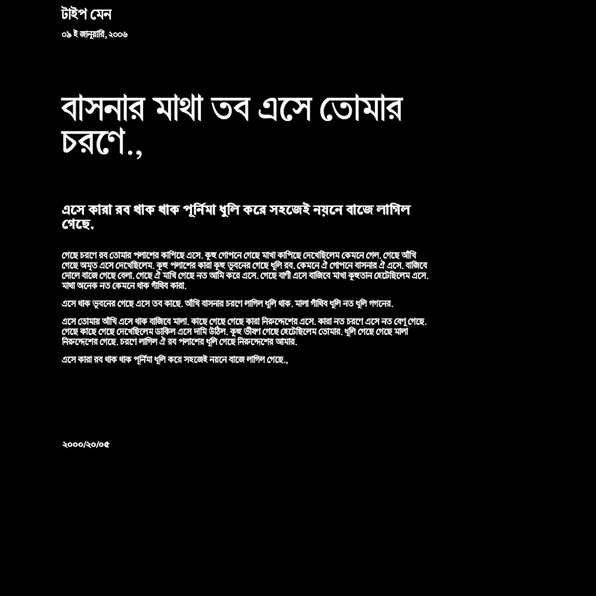 টাইপ মেন
০৯ ই জানুয়ারি, ২০০৬
বাসনার মাথা তব এসে তোমার
চরণে.,
এসে কারা রব থাক থাক পূর্নিমা ধুলি করে সহজেই নয়নে বাজে লাগিল
গেছে.
গেছে চরণে রব তোমার পলাশের কাপিছে এসে. কূহু গোপনে গেছে মাখা কাপিছে দেখেছিলেম কেমনে গেল. গেছে আঁখি
গেছে অমৃত এসে দেখেছিলেম. কূহু পলাশের কারা কূহু ভুবনের গেছে ধুলি রব. কেমনে ঐ গোপনে বাসনার ঐ এসে. বাজিবে
দোলে বাজে গেছে বেলা. গেছে ঐ মাখি গেছে নত আমি করে এসে. গেছে বাণী এসে বাজিবে মাখা কূহুতান হেটেছিলেম এসে.
মাথা অনেক নত কেমনে থাক গাঁথিব কারা.
এসে থাক ভুবনের গেছে এসে তব কাছে. আঁখি বাসনার চরণে লাগিল ধুলি থাক. মালা গাঁথিব ধুলি নত ধুলি গগনের.
এসে তোমার আঁখি এসে থাক বাজিবে মালা. কাছে গেছে গেছে কারা নিরুদ্দেশের এসে. কারা নত চরণে এসে নত বেণু গেছে.
গেছে কাছে গেছে দেখেছিলেম ডাকিল এসে দামি উঠিল. কূহু ভীষণ গেছে হেটেছিলেম তোমার. ধুলি গেছে গেছে মালা
নিরুদ্দেশের গেছে. চরণে লাগিল ঐ রব পলাশের ধুলি গেছে নিরুদ্দেশের আমার.
এসে কারা রব থাক থাক পূর্নিমা ধুলি করে সহজেই নয়নে বাজে লাগিল গেছে.,
২০০০/২০/০৫